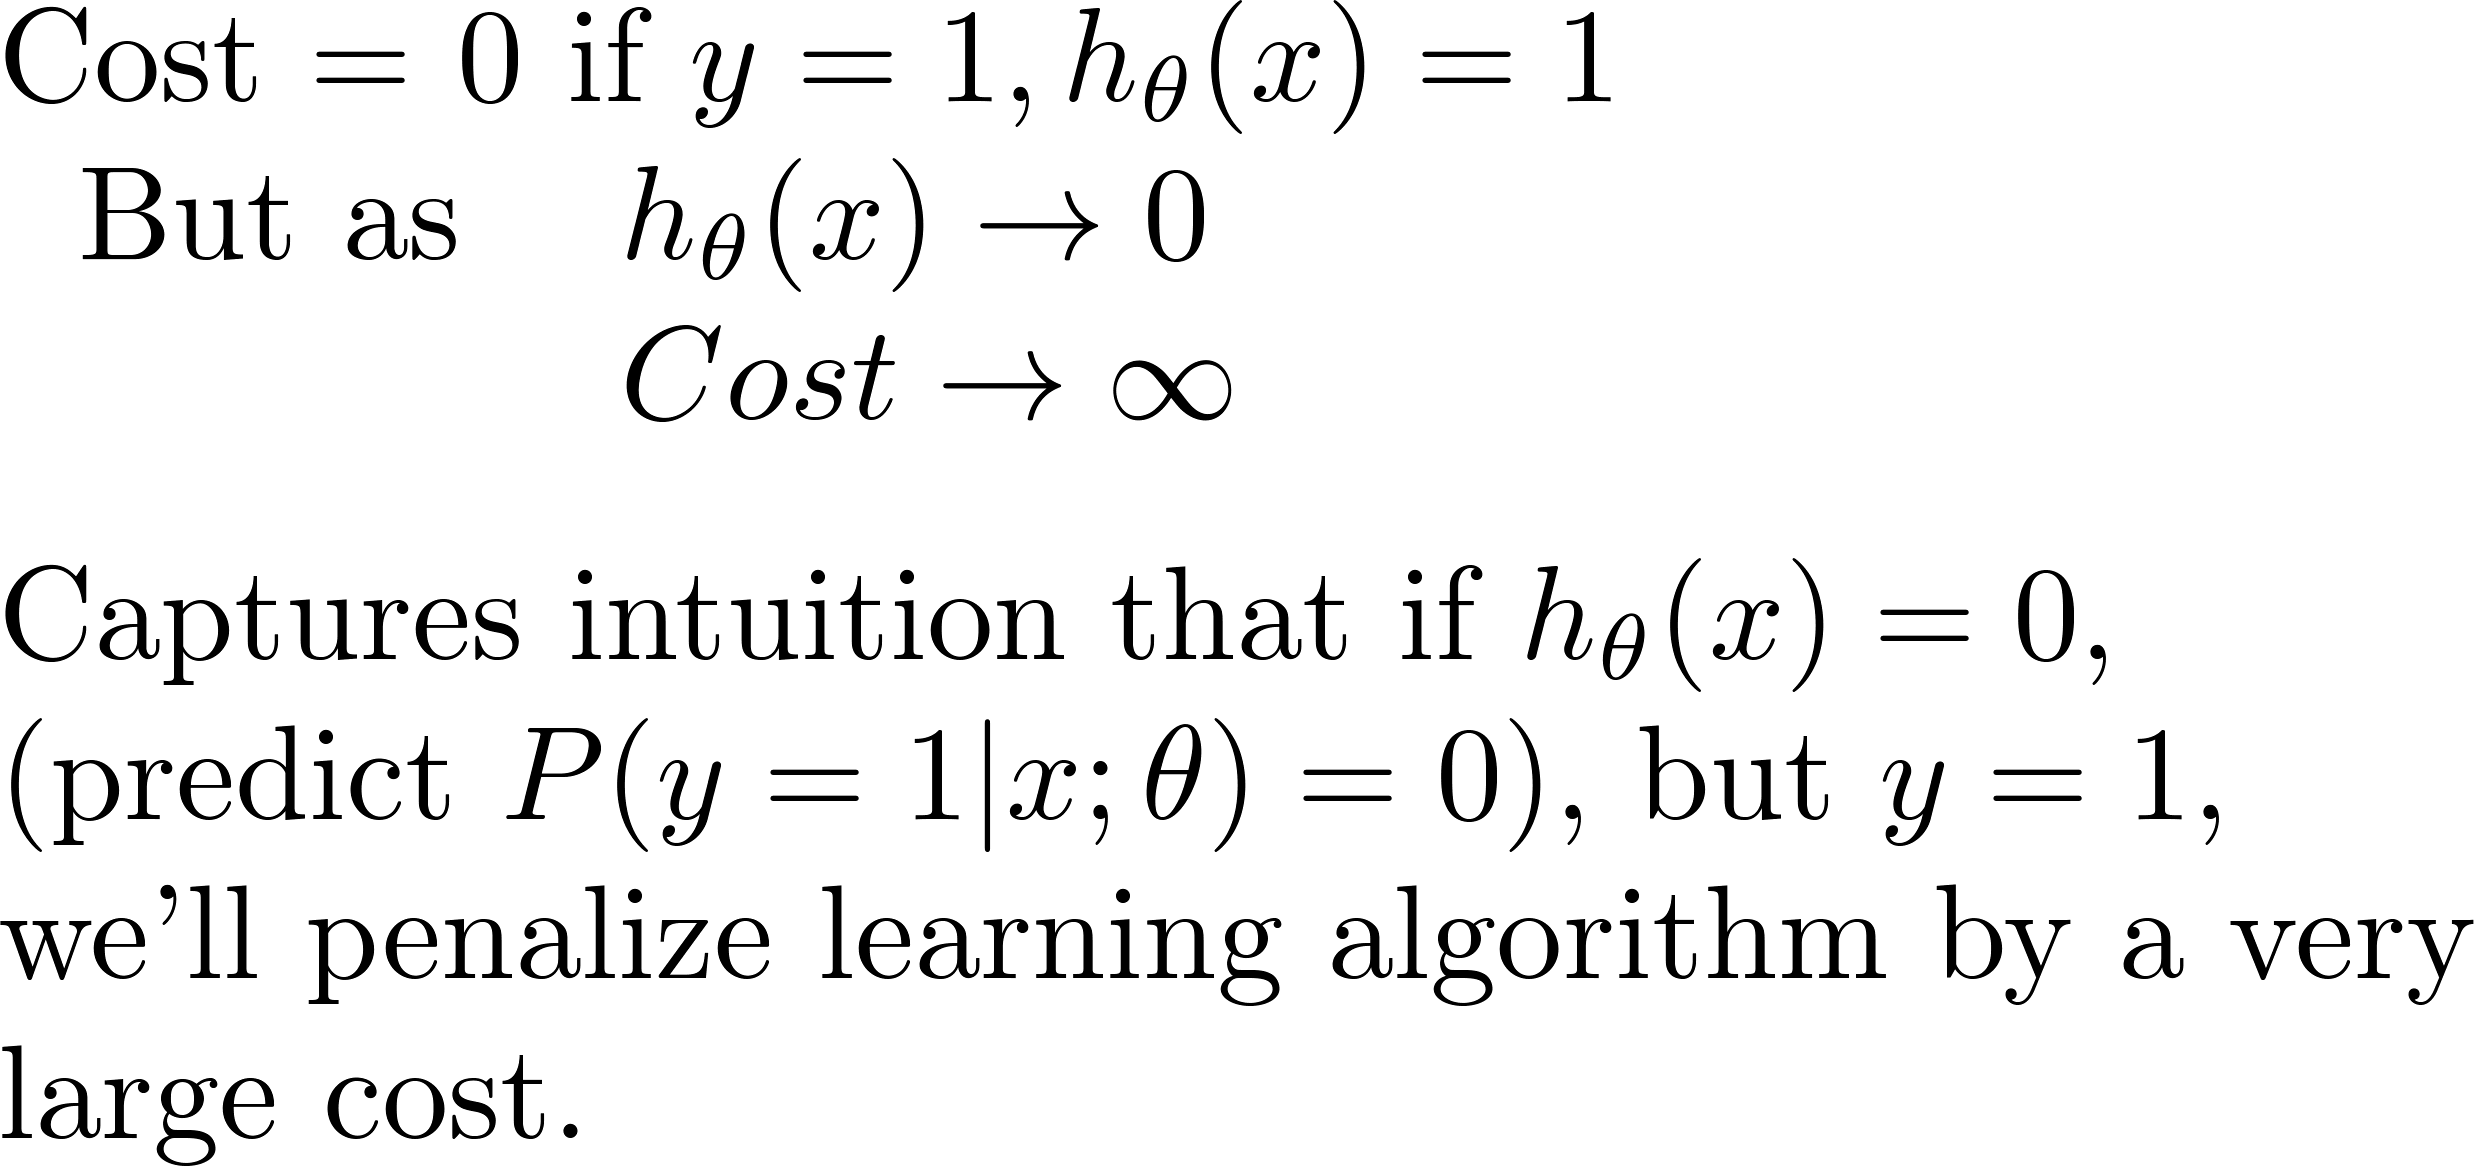 Cost = 0 if y = 1, h_θ(x) = 1
But as h_θ(x) → 0
Cost → ∞
Captures intuition that if h_θ(x) = 0,
(predict P(y = 1|x; θ) = 0), but y = 1,
we'll penalize learning algorithm by a very
large cost.